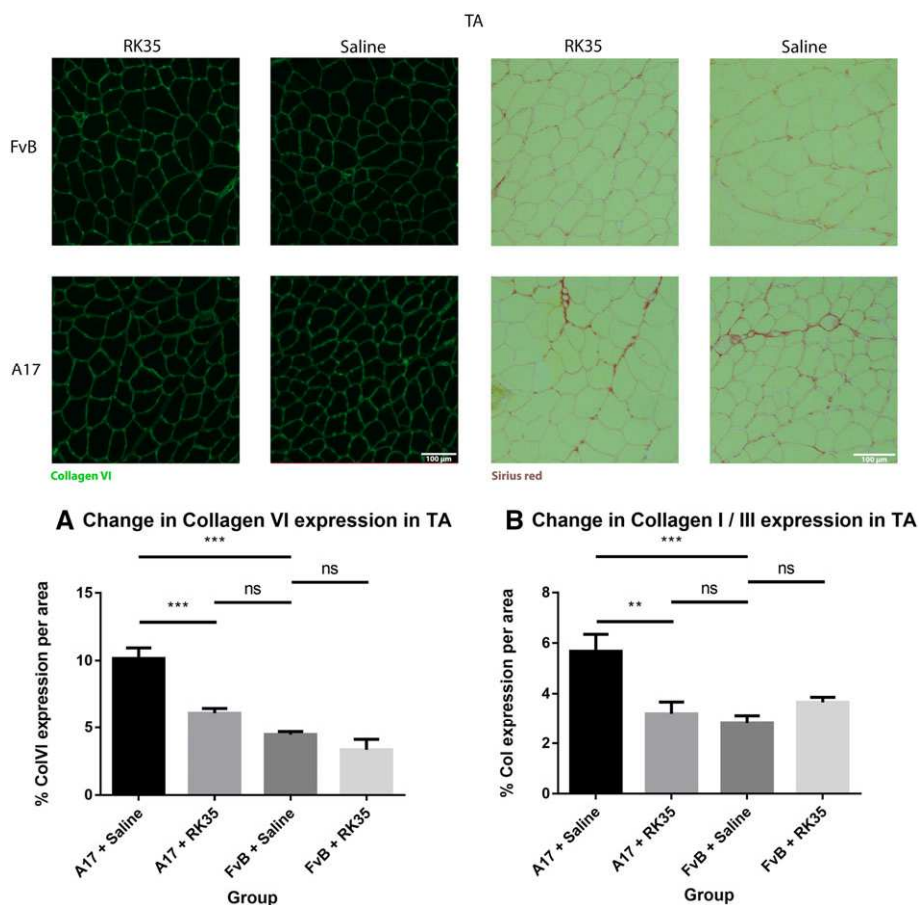 TA
RK35 Saline RK35 Saline
FvB
A17
100 µm
100 µm
Collagen VI
Sirius red
A Change in Collagen VI expression in TA
***
ns
ns
***
15
10
5
0
% ColVI expression per area
A17 + Saline
A17 + RK35
FvB + Saline
FvB + RK35
Group
B Change in Collagen I / III expression in TA
***
ns
ns
**
8
6
4
2
0
% Col expression per area
A17 + Saline
A17 + RK35
FvB + Saline
FvB + RK35
Group